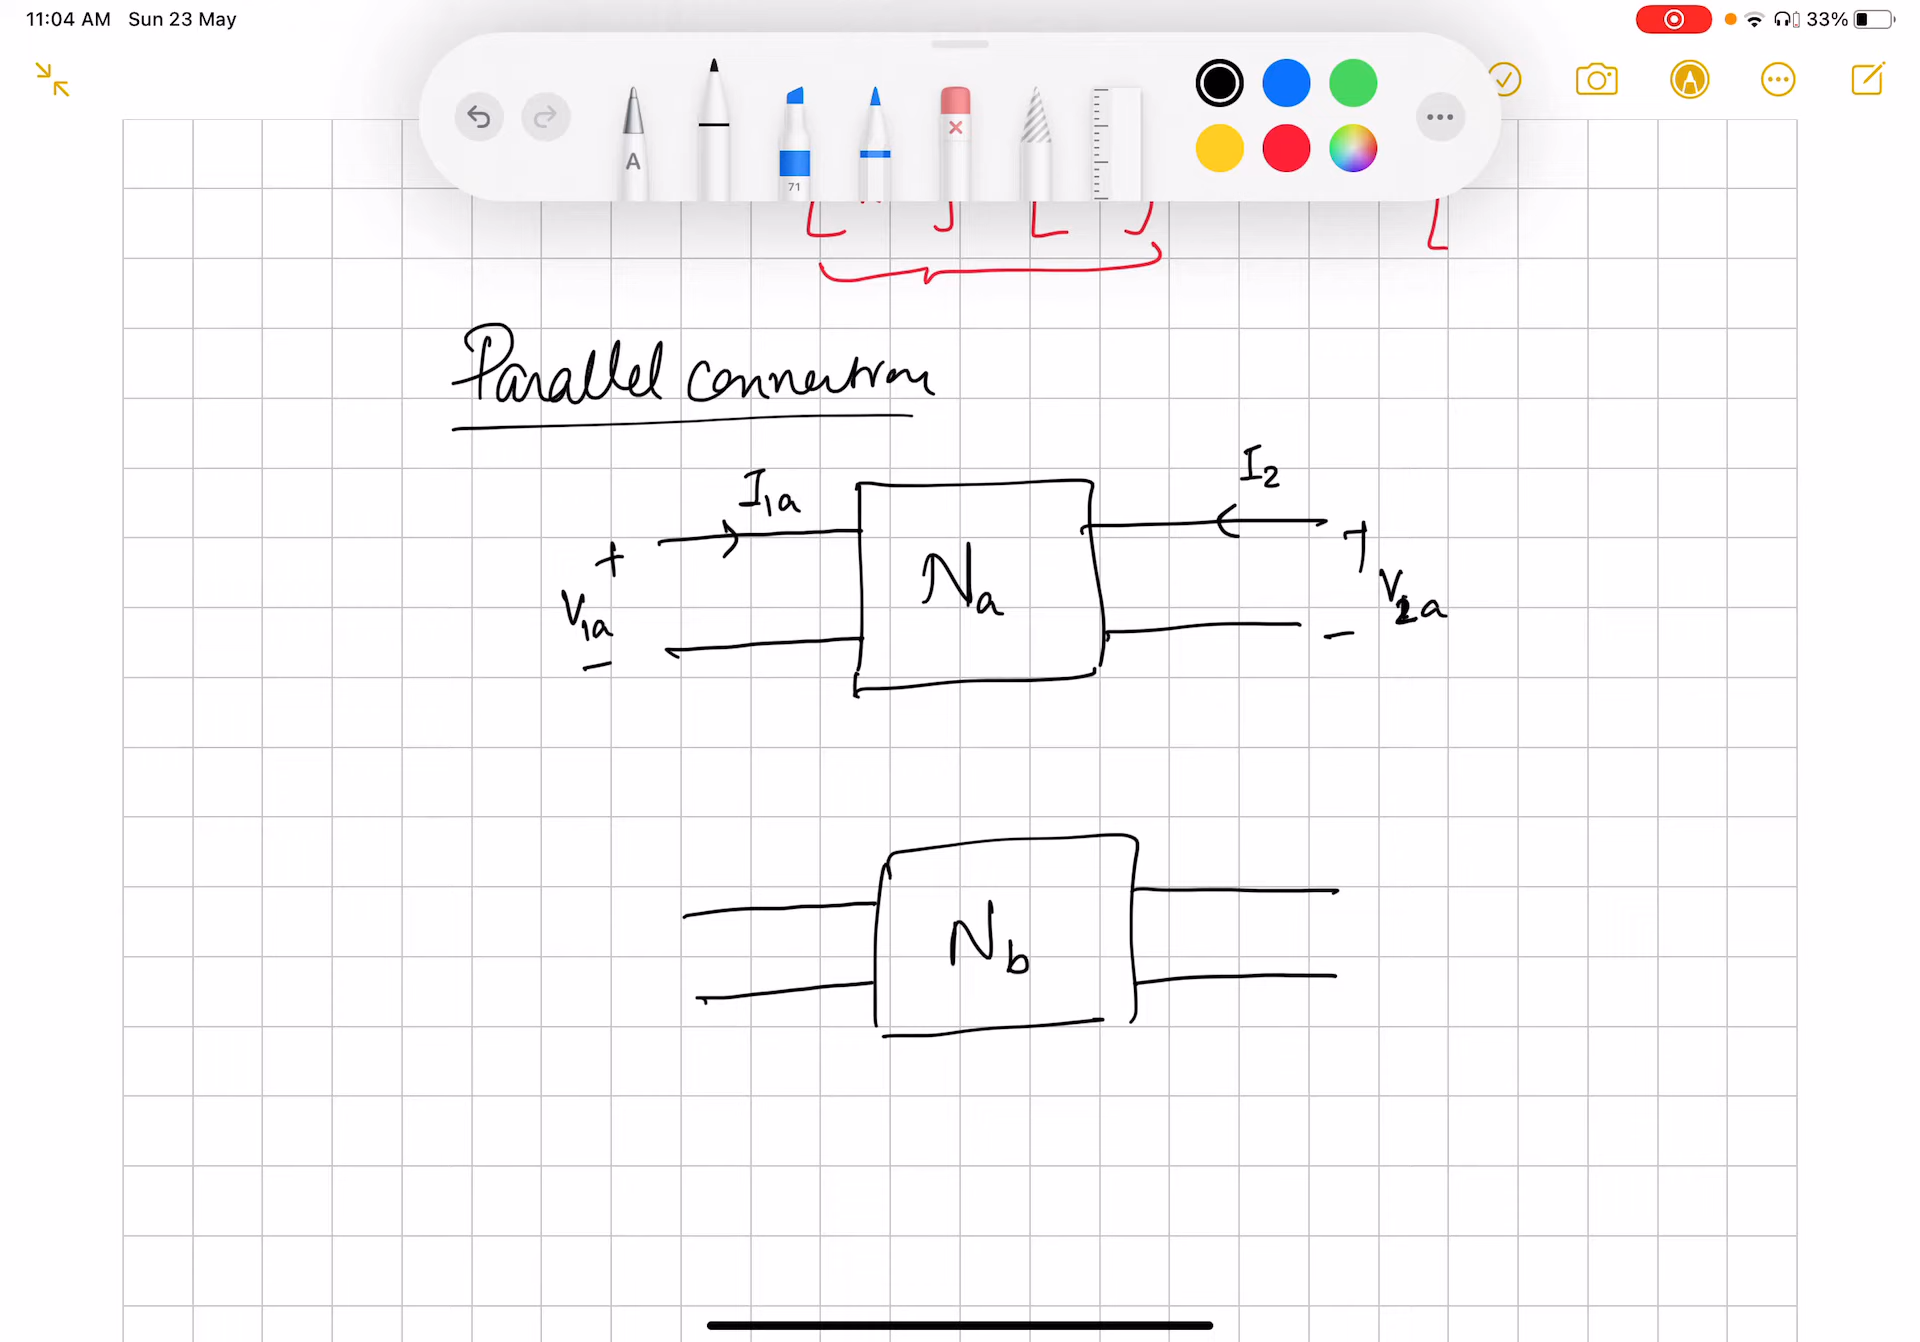 11:04 AM Sun 23 May
33%
A
71
Parallel connection
I1a
I2
+
+
Na
V1a
V2a
−
−
Nb